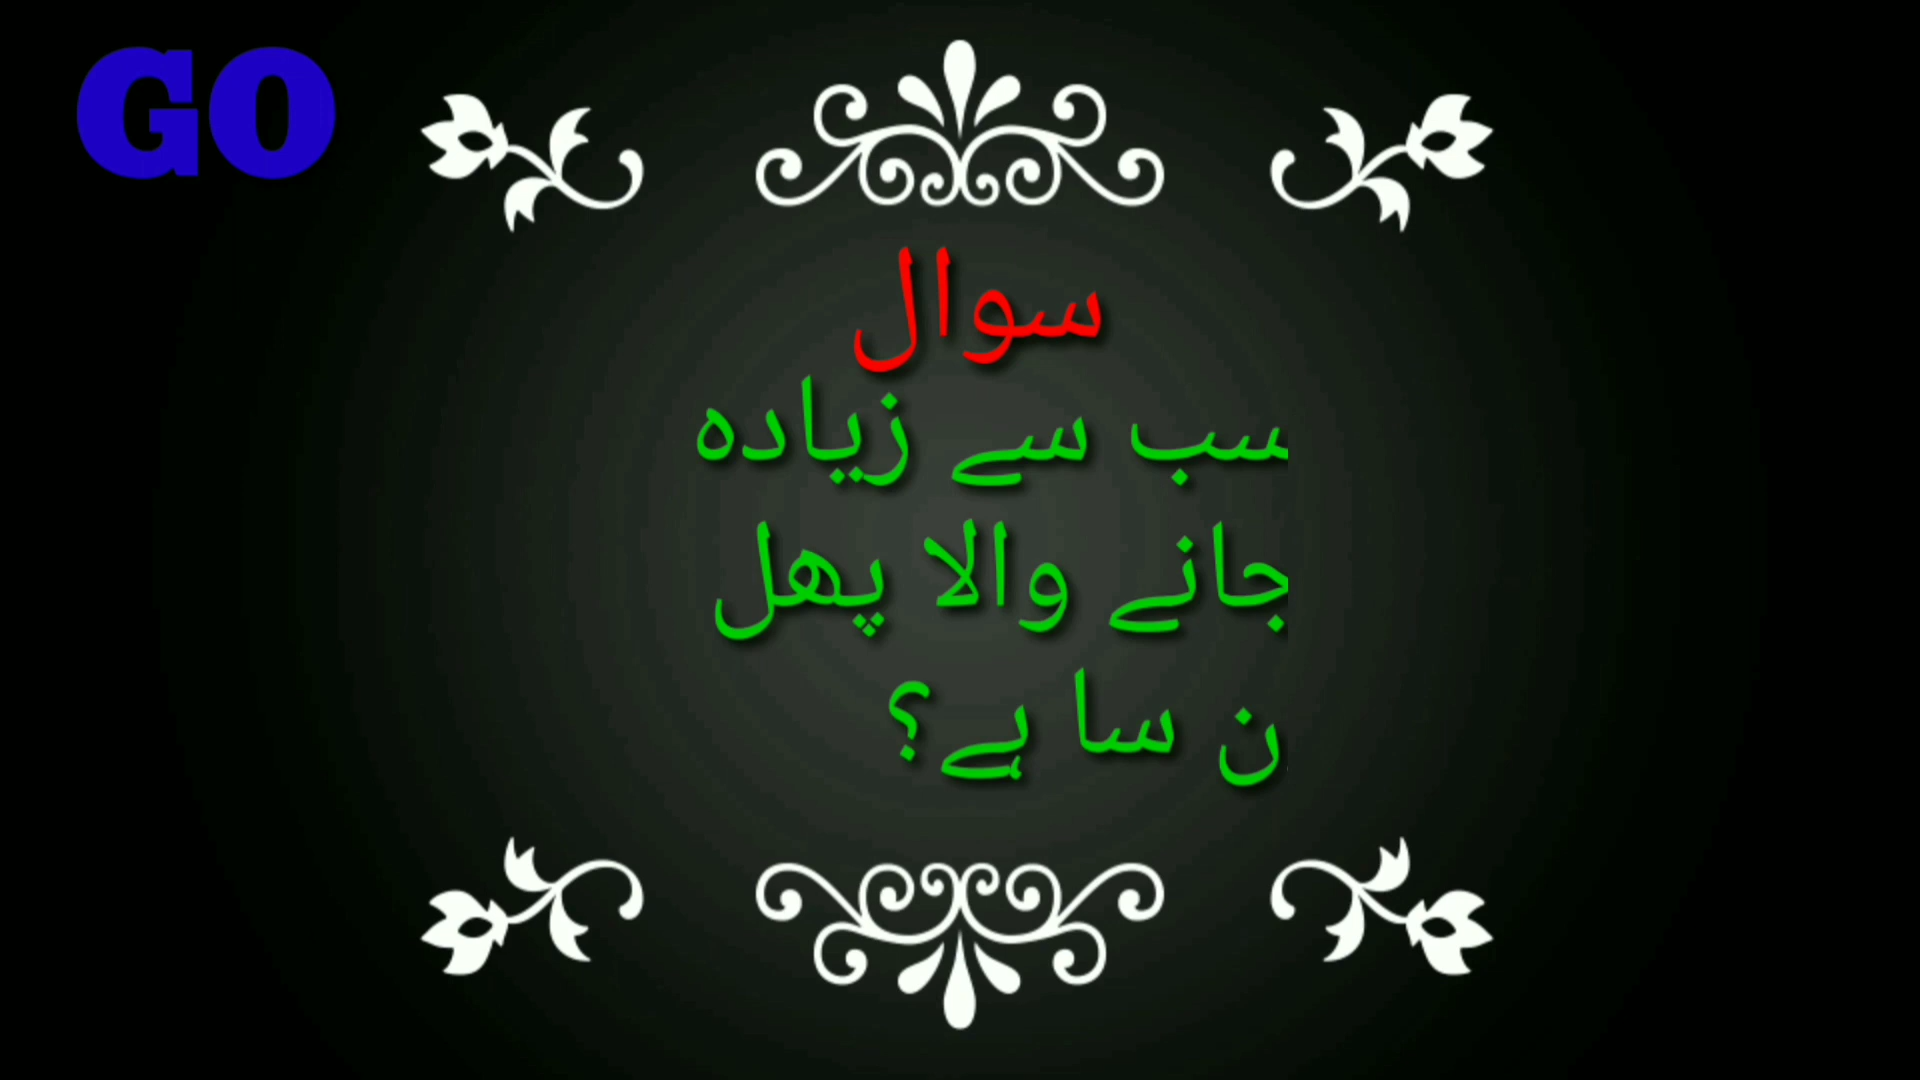 GO
سوال
سب سے زیادہ
جانے والا پھل
ن سا ہے؟